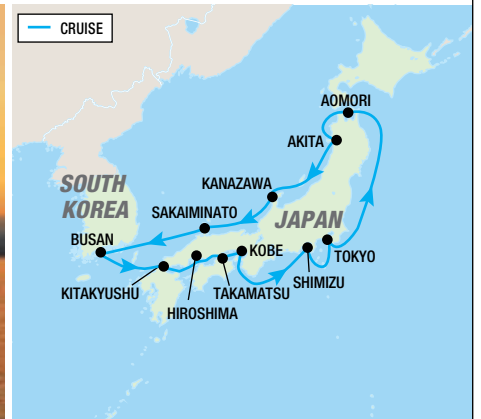 CRUISE
AOMORI
AKITA
KANAZAWA
SOUTH
KOREA
SAKAIMINATO
JAPAN
BUSAN
KOBE
TOKYO
SHIMIZU
KITAKYUSHU
TAKAMATSU
HIROSHIMA